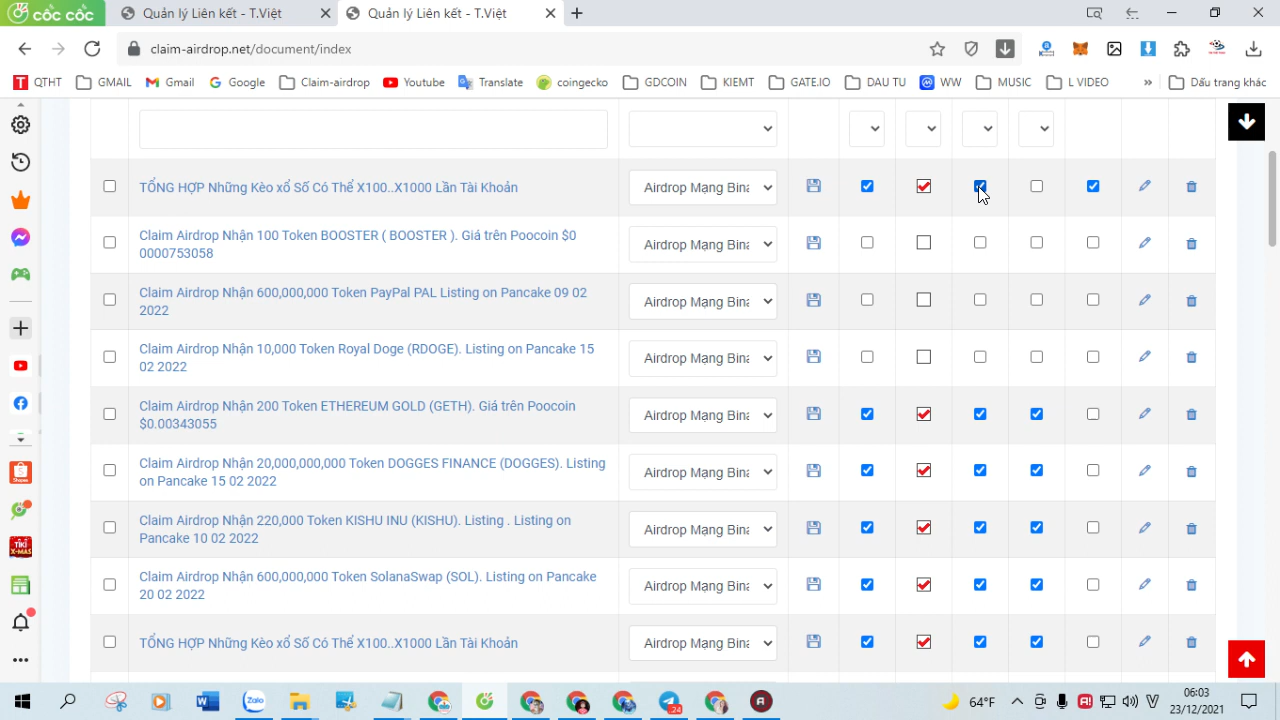 cốc cốc
Quản lý kí kết - T.Việt
Quản lý kí kết - T.Việt
claim-airdrop.net/document/index
QTHT
GMAIL
Gmail
Google
Claim-airdrop
Youtube
Translate
coingecko
GDCOIN
KIEMT
GATE.IO
DAU TU
WW
MUSIC
L VIDEO
»
Dấu trang khác
TỔNG HỢP Những Kèo xổ Số Có Thể X100..X1000 Lần Tài Khoản
Airdrop Mạng Bina
Claim Airdrop Nhận 100 Token BOOSTER ( BOOSTER ). Giá trên Poocoin $0
0000753058
Airdrop Mạng Bina
Claim Airdrop Nhận 600,000,000 Token PayPal PAL Listing on Pancake 09 02
2022
Airdrop Mạng Bina
Claim Airdrop Nhận 10,000 Token Royal Doge (RDOGE). Listing on Pancake 15
02 2022
Airdrop Mạng Bina
Claim Airdrop Nhận 200 Token ETHEREUM GOLD (GETH). Giá trên Poocoin
$0.00343055
Airdrop Mạng Bina
Claim Airdrop Nhận 20,000,000,000 Token DOGGES FINANCE (DOGGES). Listing
on Pancake 15 02 2022
Airdrop Mạng Bina
Claim Airdrop Nhận 220,000 Token KISHU INU (KISHU). Listing . Listing on
Pancake 10 02 2022
Airdrop Mạng Bina
Claim Airdrop Nhận 600,000,000 Token SolanaSwap (SOL). Listing on Pancake
20 02 2022
Airdrop Mạng Bina
TỔNG HỢP Những Kèo xổ Số Có Thể X100..X1000 Lần Tài Khoản
Airdrop Mạng Bina
Shopee
TIKI
X-MAS
Zalo
24
64°F
06:03
23/12/2021